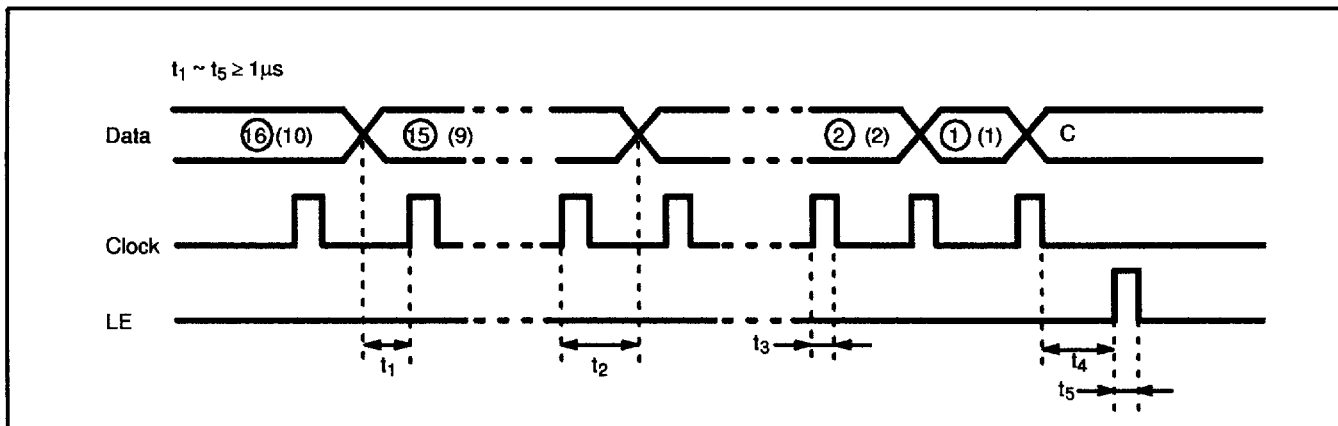 t₁ ~ t₅ ≥ 1μs
Data ⑯(10) ⑮ (9) ② (2) ① (1) C
Clock
LE
t₁ t₂ t₃ t₄
t₅